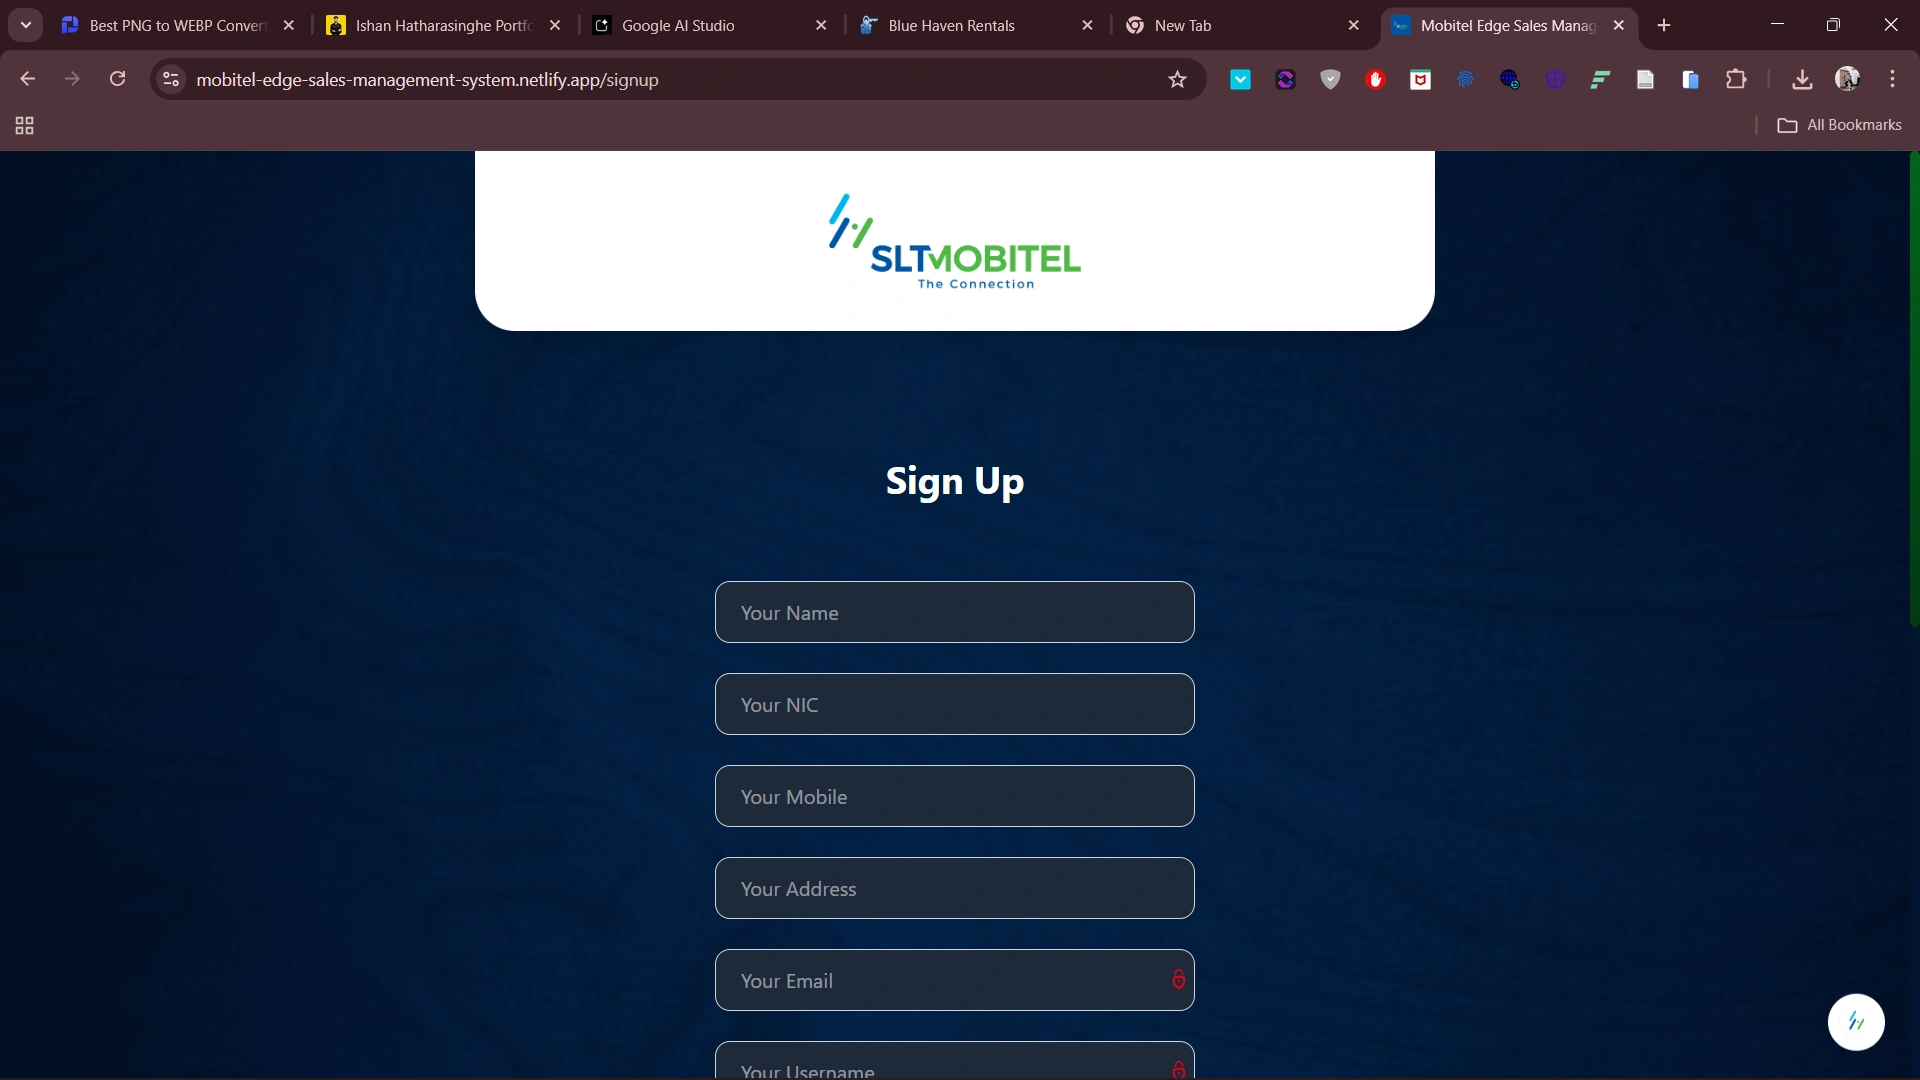 Best PNG to WEBP Convert
Ishan Hatharasinghe Portfo
Google AI Studio
Blue Haven Rentals
New Tab
Mobitel Edge Sales Manag
mobitel-edge-sales-management-system.netlify.app/signup
All Bookmarks
SLTMOBITEL
The Connection
Sign Up
Your Name
Your NIC
Your Mobile
Your Address
Your Email
Your Username